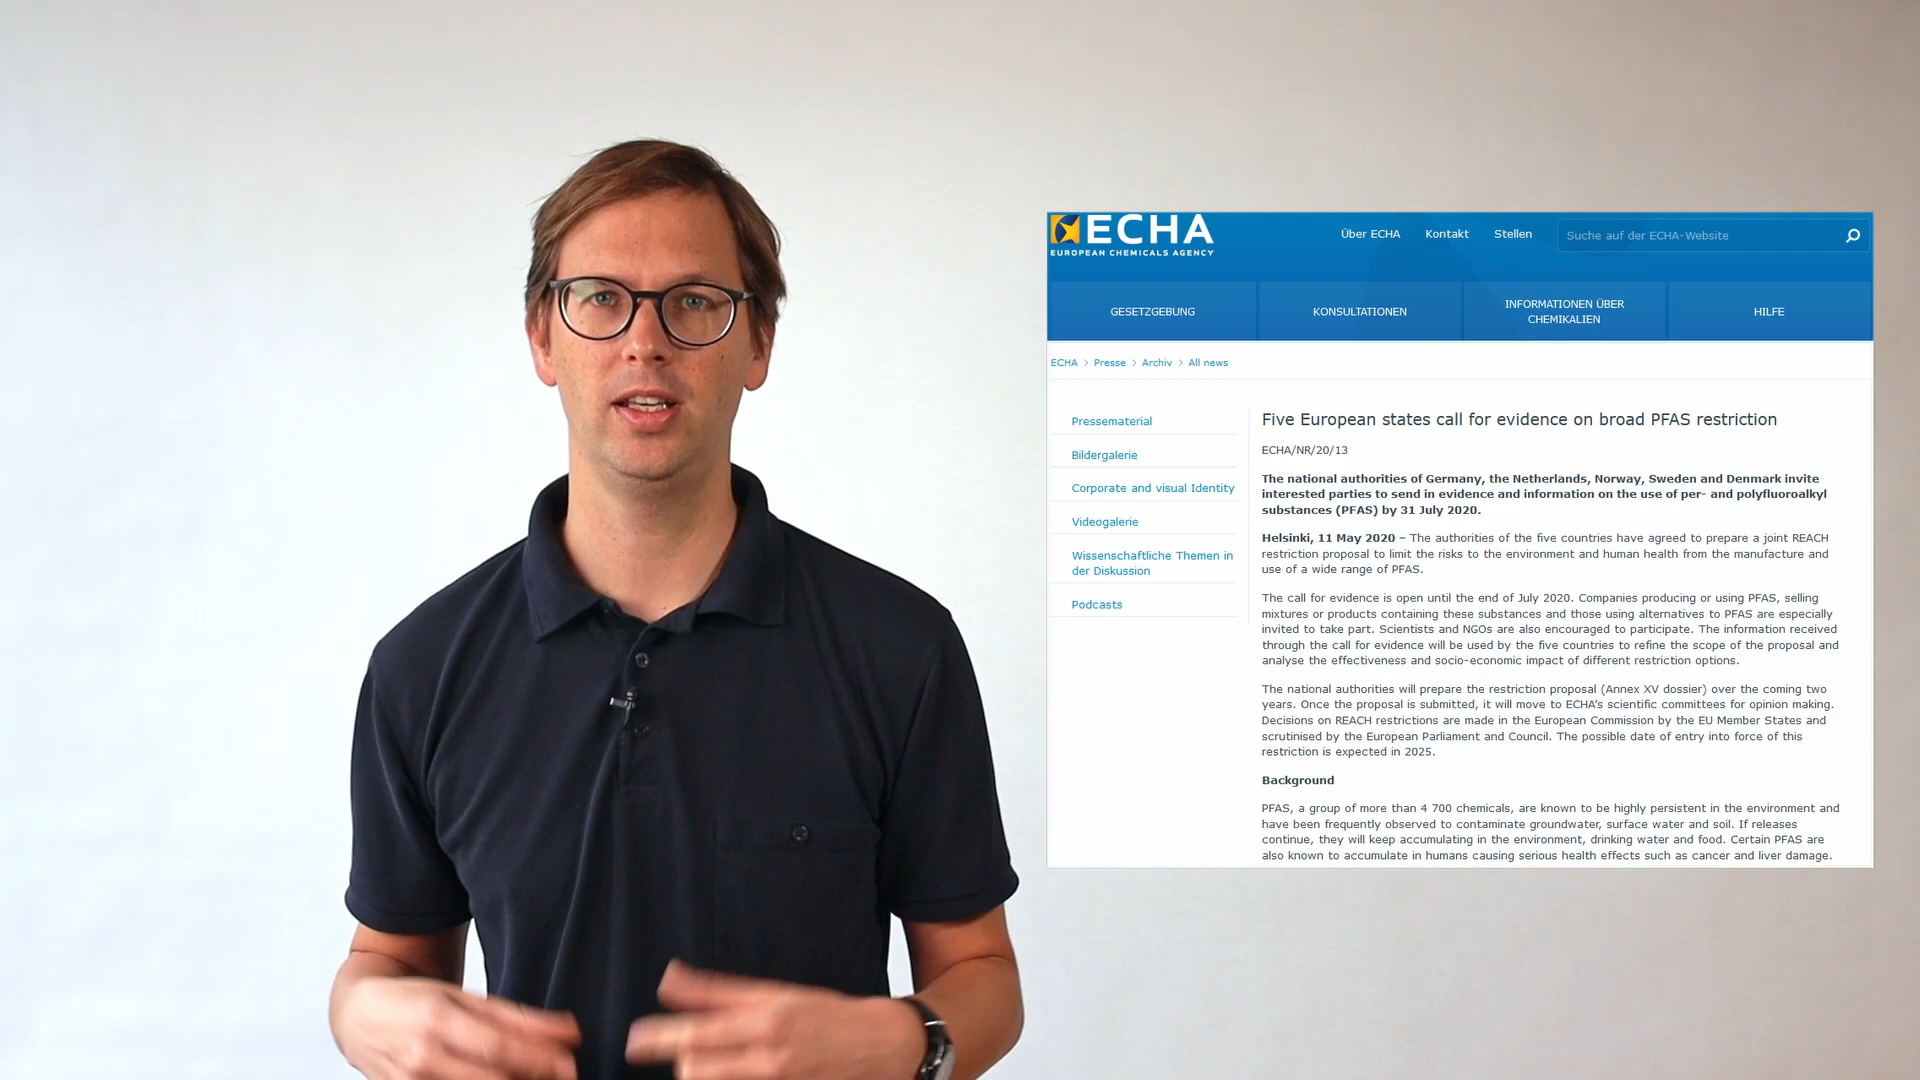 ECHA
EUROPEAN CHEMICALS AGENCY
Über ECHA Kontakt Stellen Suche auf der ECHA-Website
GESETZGEBUNG KONSULTATIONEN INFORMATIONEN ÜBER CHEMIKALIEN HILFE
ECHA > Presse > Archiv > All news
Pressematerial
Bildergalerie
Corporate and visual Identity
Videogalerie
Wissenschaftliche Themen in
der Diskussion
Podcasts
Five European states call for evidence on broad PFAS restriction
ECHA/NR/20/13
The national authorities of Germany, the Netherlands, Norway, Sweden and Denmark invite
interested parties to send in evidence and information on the use of per- and polyfluoroalkyl
substances (PFAS) by 31 July 2020.
Helsinki, 11 May 2020 – The authorities of the five countries have agreed to prepare a joint REACH
restriction proposal to limit the risks to the environment and human health from the manufacture and
use of a wide range of PFAS.
The call for evidence is open until the end of July 2020. Companies producing or using PFAS, selling
mixtures or products containing these substances and those using alternatives to PFAS are especially
invited to take part. Scientists and NGOs are also encouraged to participate. The information received
through the call for evidence will be used by the five countries to refine the scope of the proposal and
analyse the effectiveness and socio-economic impact of different restriction options.
The national authorities will prepare the restriction proposal (Annex XV dossier) over the coming two
years. Once the proposal is submitted, it will move to ECHA’s scientific committees for opinion making.
Decisions on REACH restrictions are made in the European Commission by the EU Member States and
scrutinised by the European Parliament and Council. The possible date of entry into force of this
restriction is expected in 2025.
Background
PFAS, a group of more than 4 700 chemicals, are known to be highly persistent in the environment and
have been frequently observed to contaminate groundwater, surface water and soil. If releases
continue, they will keep accumulating in the environment, drinking water and food. Certain PFAS are
also known to accumulate in humans causing serious health effects such as cancer and liver damage.